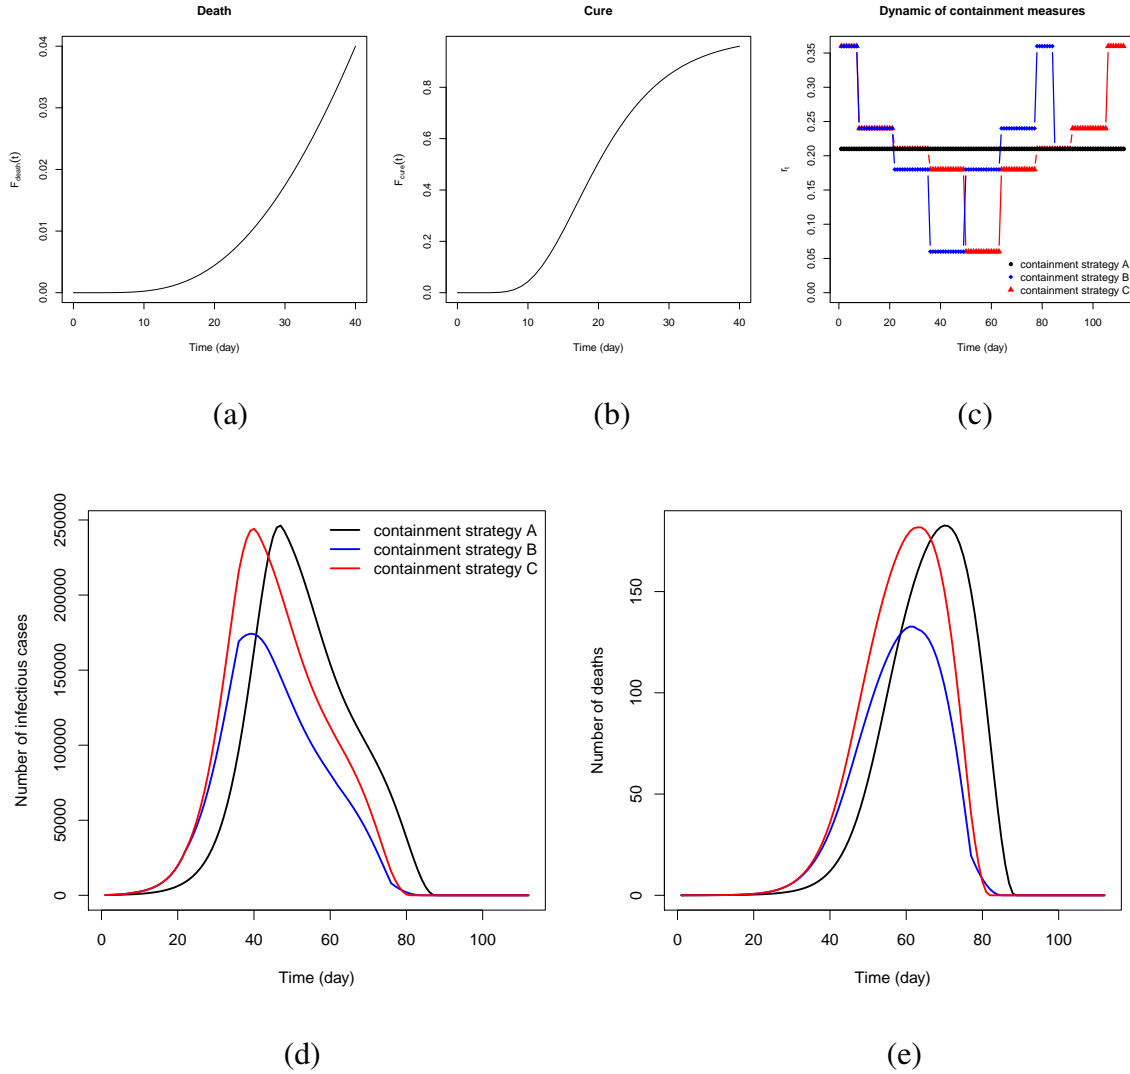 Death
F_death(t)
0.00 0.01 0.02 0.03 0.04
0 10 20 30 40
Time (day)
(a)
Cure
F_cure(t)
0.0 0.2 0.4 0.6 0.8
0 10 20 30 40
Time (day)
(b)
Dynamic of containment measures
r_t
0.00 0.05 0.10 0.15 0.20 0.25 0.30 0.35
containment strategy A
containment strategy B
containment strategy C
0 20 40 60 80 100
Time (day)
(c)
Number of infectious cases
0 50000 100000 150000 200000 250000
containment strategy A
containment strategy B
containment strategy C
0 20 40 60 80 100
Time (day)
(d)
Number of deaths
0 50 100 150
0 20 40 60 80 100
Time (day)
(e)